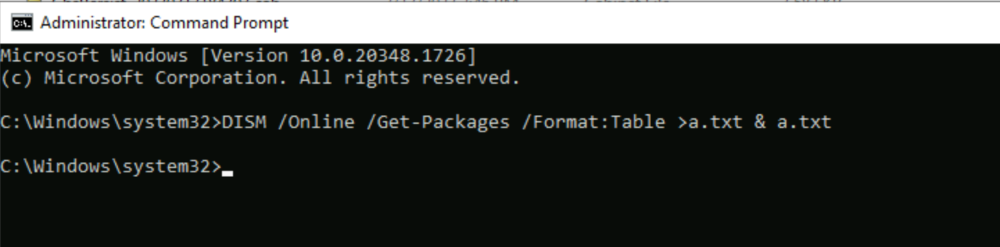 Administrator: Command Prompt
Microsoft Windows [Version 10.0.20348.1726]
(c) Microsoft Corporation. All rights reserved.
C:\Windows\system32>DISM /Online /Get-Packages /Format:Table >a.txt & a.txt
C:\Windows\system32>